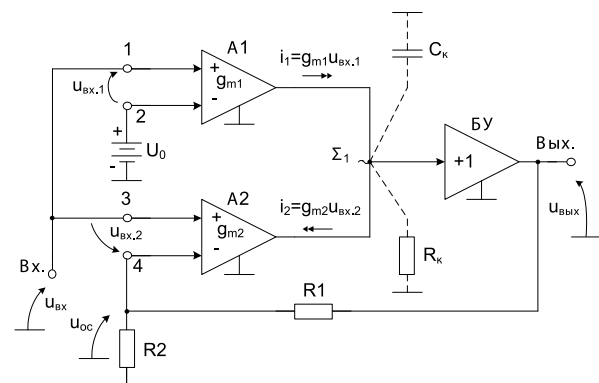 A1
i₁=gm1uвх.1
Cк
1
+
gm1
-
uвх.1
2
+
U₀
-
Σ₁
БУ
+1
Вых.
3
A2
+
gm2
-
uвх.2
4
i₂=gm2uвх.2
uвых
Вх.
Rк
uвх
uос
R1
R2